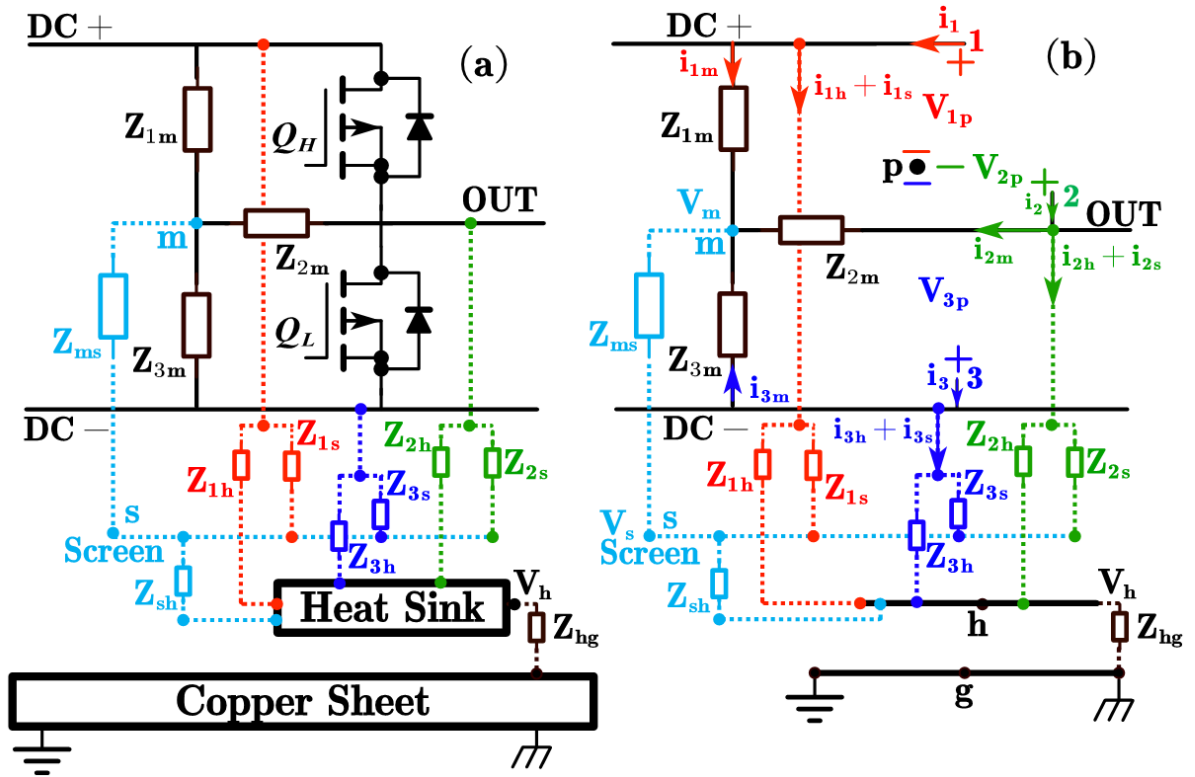 DC +
(a)
Z1m
QH
OUT
m
Z2m
QL
Zms
Z3m
DC −
Z1s
Z2h
Z1h
Z3s
Z2s
s
Screen
Z3h
Zsh
Heat Sink
Vh
Zhg
Copper Sheet
DC +
i1
1
(b)
+
i1m
i1h + i1s
V1p
Z1m
p
− V2p
+
i2
2
OUT
Vm
m
Z2m
i2m
i2h + i2s
V3p
Zms
Z3m
i3m
+
i3
3
DC −
i3h + i3s
Z2h
Z1h
Z1s
Z3s
Z2s
Vs
s
Screen
Z3h
Zsh
h
Vh
Zhg
g